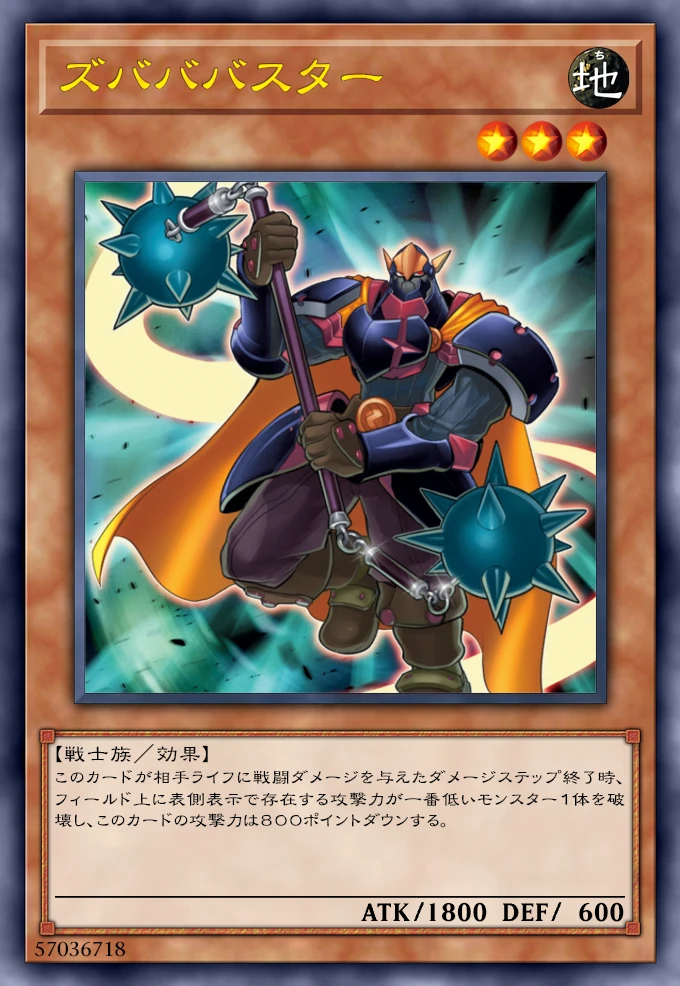 ズババババスター
ち
地
【戦士族／効果】
このカードが相手ライフに戦闘ダメージを与えたダメージステップ終了時、
フィールド上に表側表示で存在する攻撃力が一番低いモンスター１体を破
壊し、このカードの攻撃力は８００ポイントダウンする。
ATK/1800 DEF/ 600
57036718